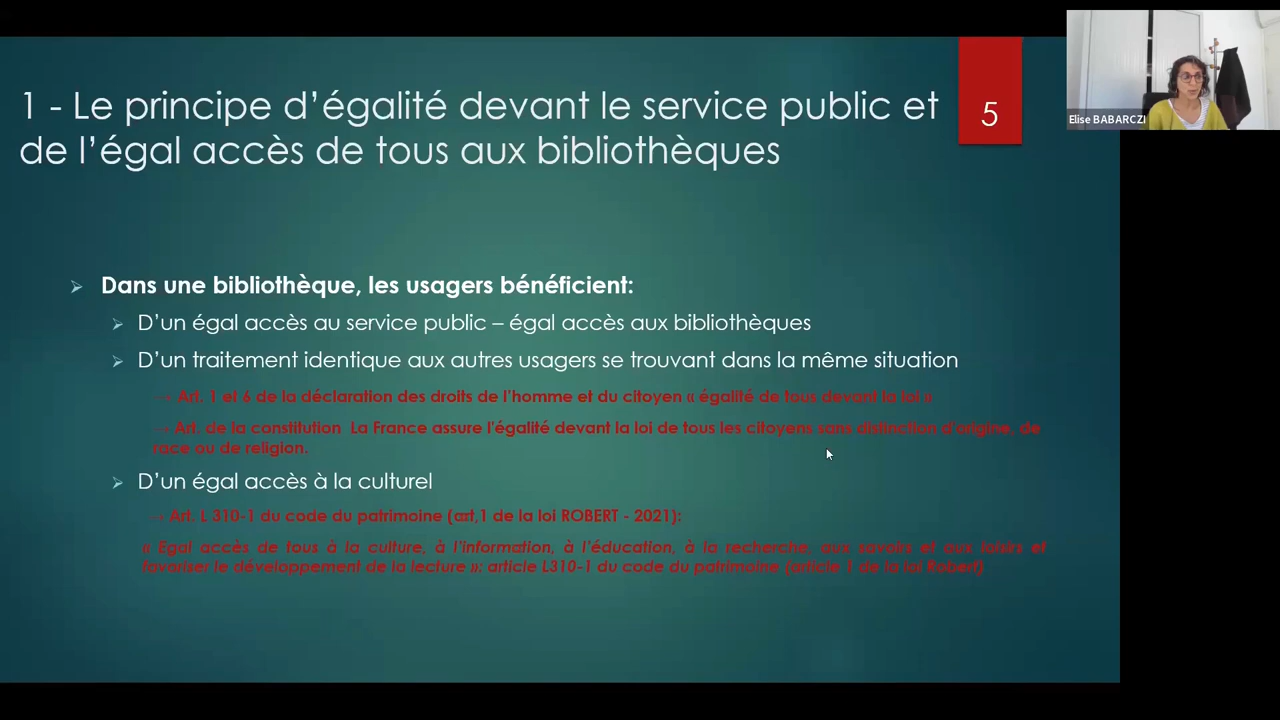 1 - Le principe d’égalité devant le service public et
de l’égal accès de tous aux bibliothèques
5
Elise BABARCZI
Dans une bibliothèque, les usagers bénéficient:
D’un égal accès au service public – égal accès aux bibliothèques
D’un traitement identique aux autres usagers se trouvant dans la même situation
→ Art. 1 et 6 de la déclaration des droits de l’homme et du citoyen « égalité de tous devant la loi »
→ Art. de la constitution La France assure l’égalité devant la loi de tous les citoyens sans distinction d’origine, de
race ou de religion.
D’un égal accès à la culturel
→ Art. L 310-1 du code du patrimoine (art,1 de la loi ROBERT - 2021):
« Egal accès de tous à la culture, à l’information, à l’éducation, à la recherche, aux savoirs et aux loisirs et
favoriser le développement de la lecture »: article L310-1 du code du patrimoine (article 1 de la loi Robert)